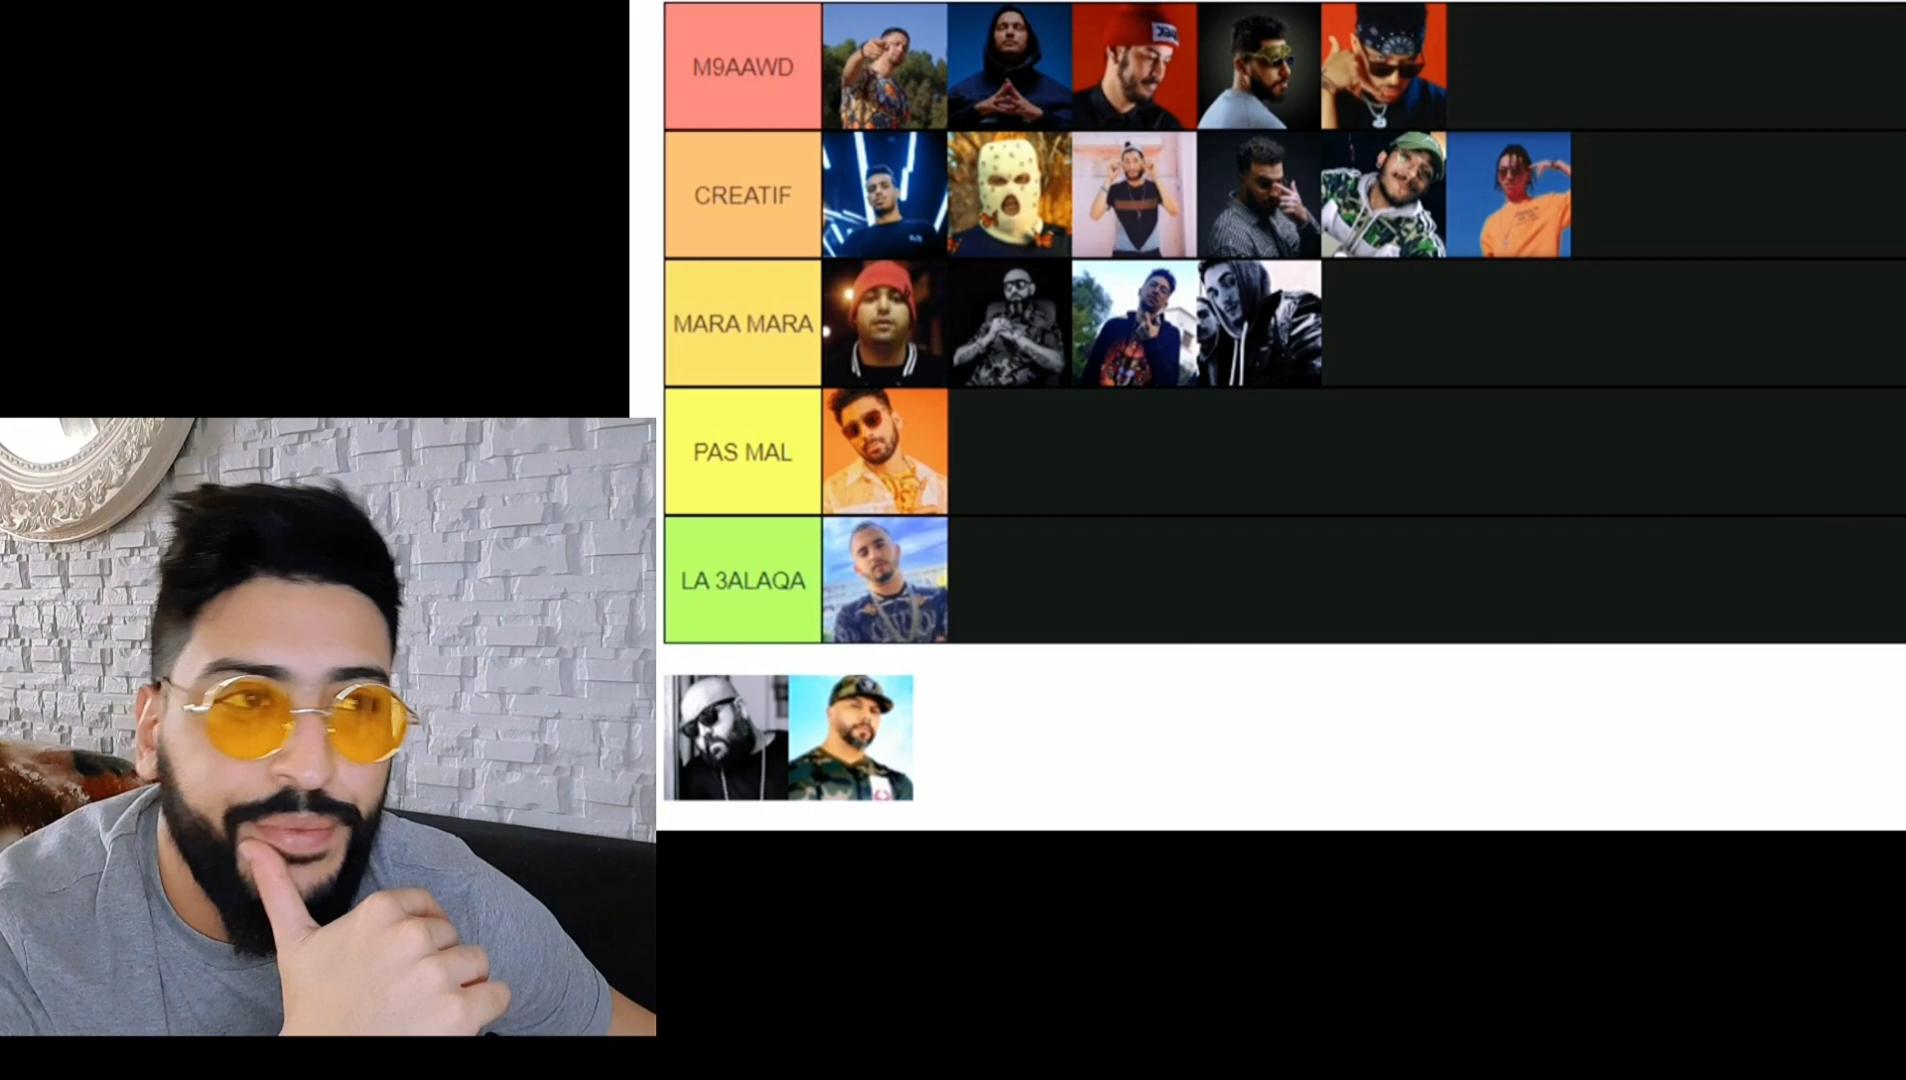 M9AAWD
CREATIF
MARA MARA
PAS MAL
LA 3ALAQA